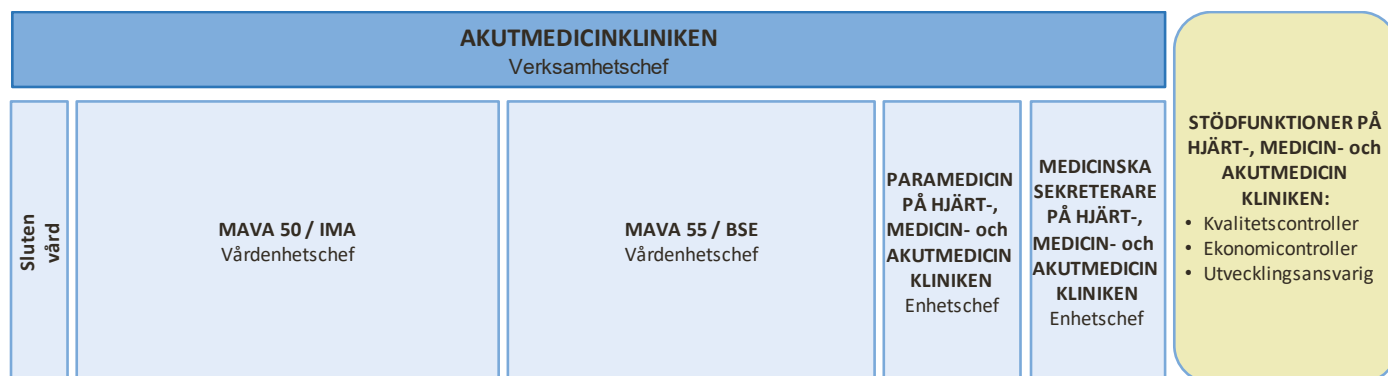 AKUTMEDICINKLINIKEN
Verksamhetschef
Sluten
vård
MAVA 50 / IMA
Vårdenhetschef
MAVA 55 / BSE
Vårdenhetschef
PARAMEDICIN
PÅ HJÄRT-,
MEDICIN- och
AKUTMEDICIN
KLINIKEN
Enhetschef
MEDICINSKA
SEKRETERARE
PÅ HJÄRT-,
MEDICIN- och
AKUTMEDICIN
KLINIKEN
Enhetschef
STÖDFUNKTIONER PÅ
HJÄRT-, MEDICIN- och
AKUTMEDICIN
KLINIKEN:
• Kvalitetscontroller
• Ekonomicontroller
• Utvecklingsansvarig